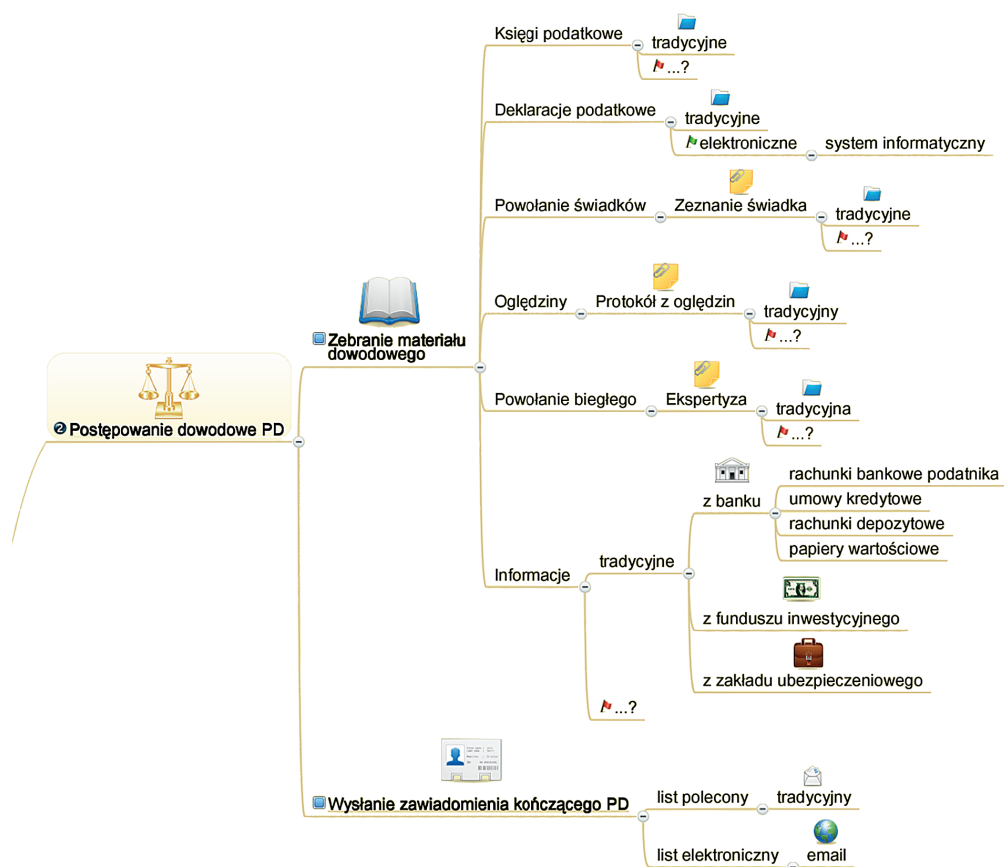 Księgi podatkowe
tradycyjne
...?
Deklaracje podatkowe
tradycyjne
elektroniczne
system informatyczny
Powołanie świadków
Zeznanie świadka
tradycyjne
...?
Oględziny
Protokół z oględzin
tradycyjny
...?
Zebranie materiału
dowodowego
Powołanie biegłego
Ekspertyza
tradycyjna
...?
2 Postępowanie dowodowe PD
Informacje
tradycyjne
z banku
rachunki bankowe podatnika
umowy kredytowe
rachunki depozytowe
papiery wartościowe
z funduszu inwestycyjnego
z zakładu ubezpieczeniowego
...?
Wysłanie zawiadomienia kończącego PD
list polecony
tradycyjny
list elektroniczny
email